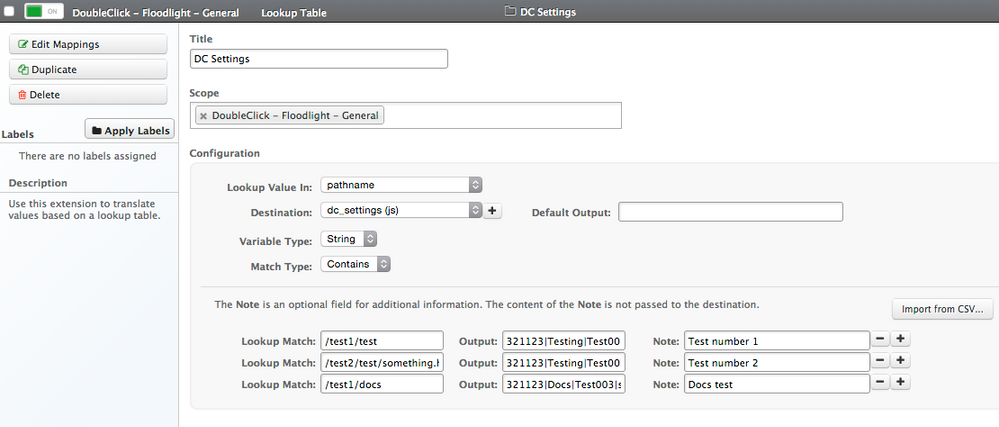 ON DoubleClick – Floodlight – General Lookup Table DC Settings
Edit Mappings
Duplicate
Delete
Labels Apply Labels
There are no labels assigned
Description
Use this extension to translate
values based on a lookup table.
Title
DC Settings
Scope
DoubleClick – Floodlight – General
Configuration
Lookup Value In: pathname
Destination: dc_settings (js) Default Output:
Variable Type: String
Match Type: Contains
The Note is an optional field for additional information. The content of the Note is not passed to the destination.
Import from CSV...
Lookup Match: /test1/test Output: 321123|Testing|Test00 Note: Test number 1
Lookup Match: /test2/test/something. Output: 321123|Testing|Test00 Note: Test number 2
Lookup Match: /test1/docs Output: 321123|Docs|Test003|s Note: Docs test